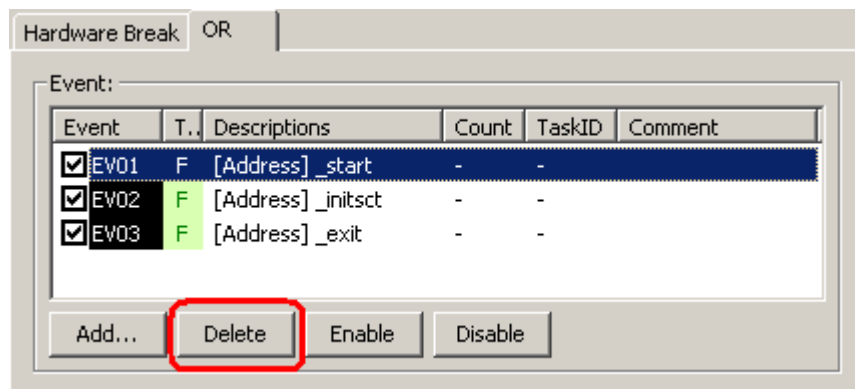 Hardware Break OR
Event:
Event T.. Descriptions Count TaskID Comment
EV01 F [Address] _start - -
EV02 F [Address] _initsct - -
EV03 F [Address] _exit - -
Add... Delete Enable Disable